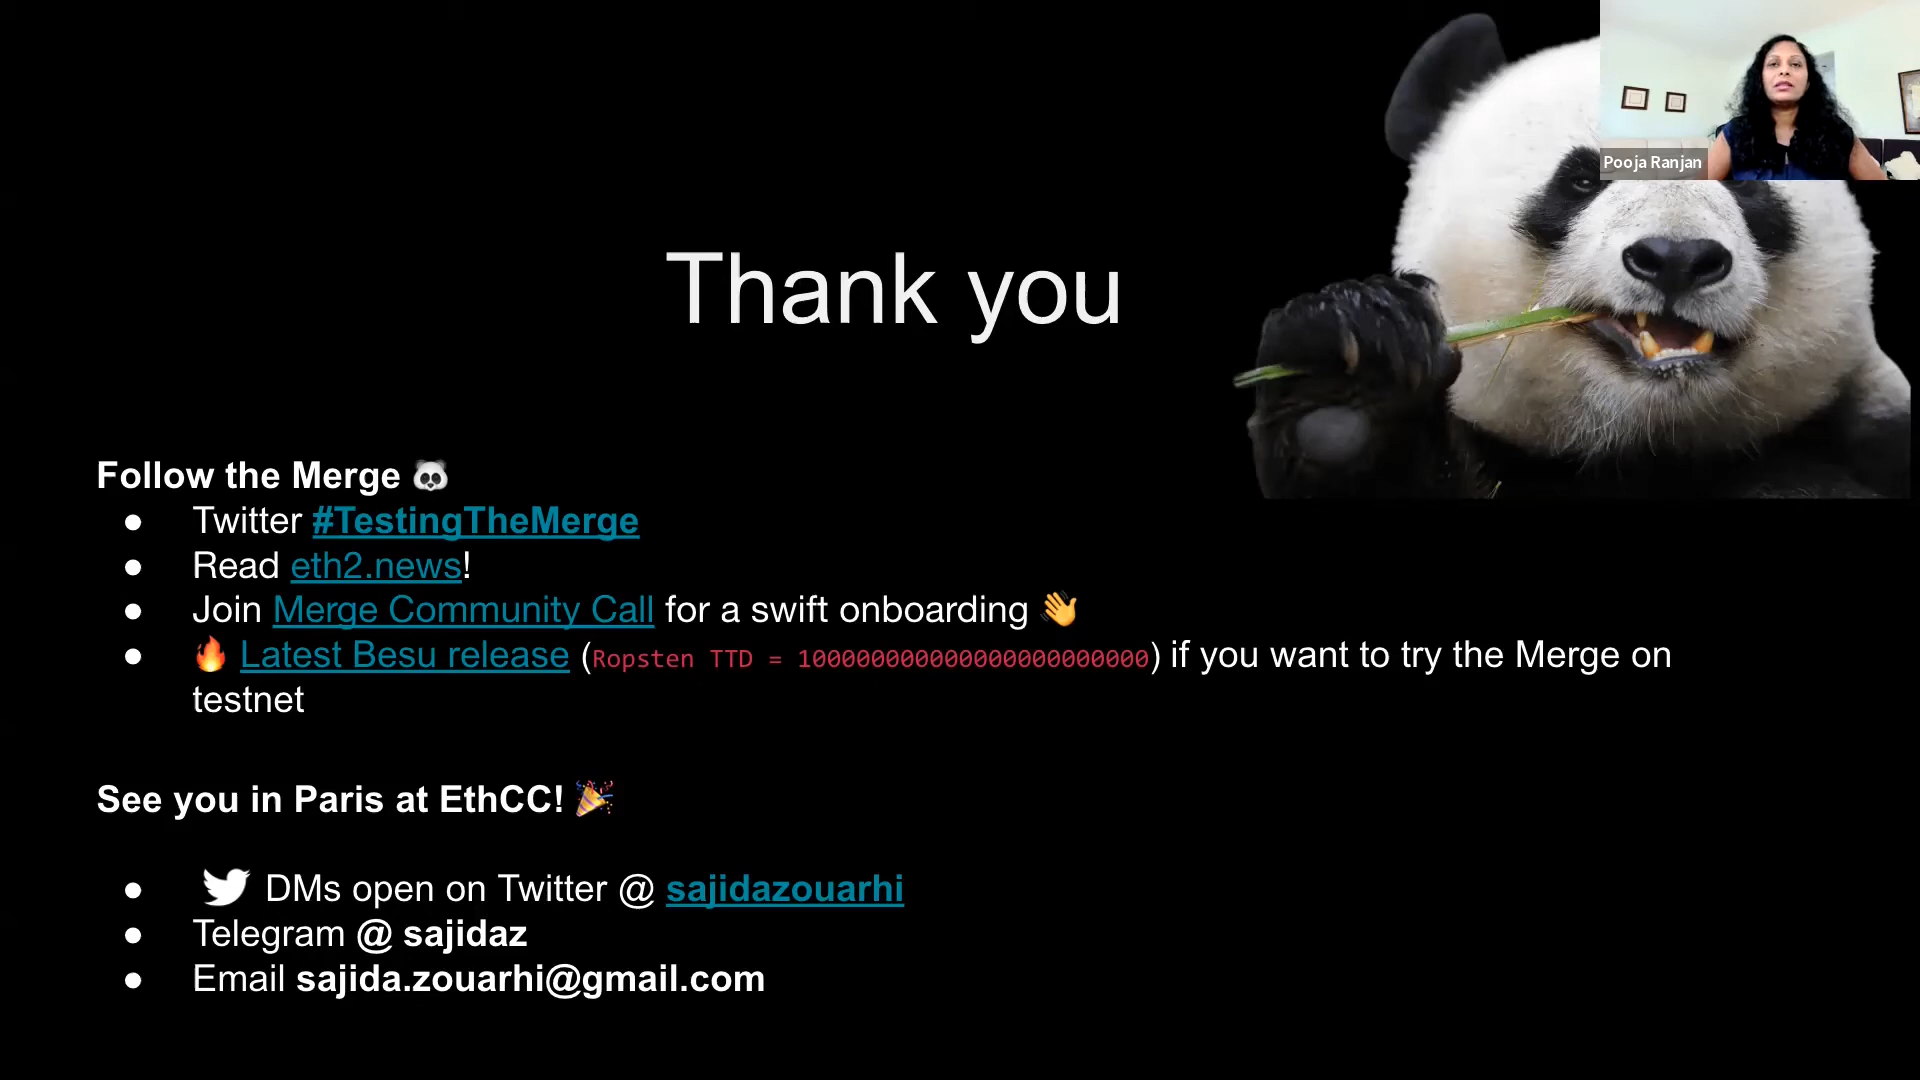 Pooja Ranjan
Thank you
Follow the Merge 🐼
● Twitter #TestingTheMerge
● Read eth2.news!
● Join Merge Community Call for a swift onboarding 👋
● 🔥 Latest Besu release (Ropsten TTD = 100000000000000000000000) if you want to try the Merge on
testnet
See you in Paris at EthCC! 🎉
● DMs open on Twitter @ sajidazouarhi
● Telegram @ sajidaz
● Email sajida.zouarhi@gmail.com